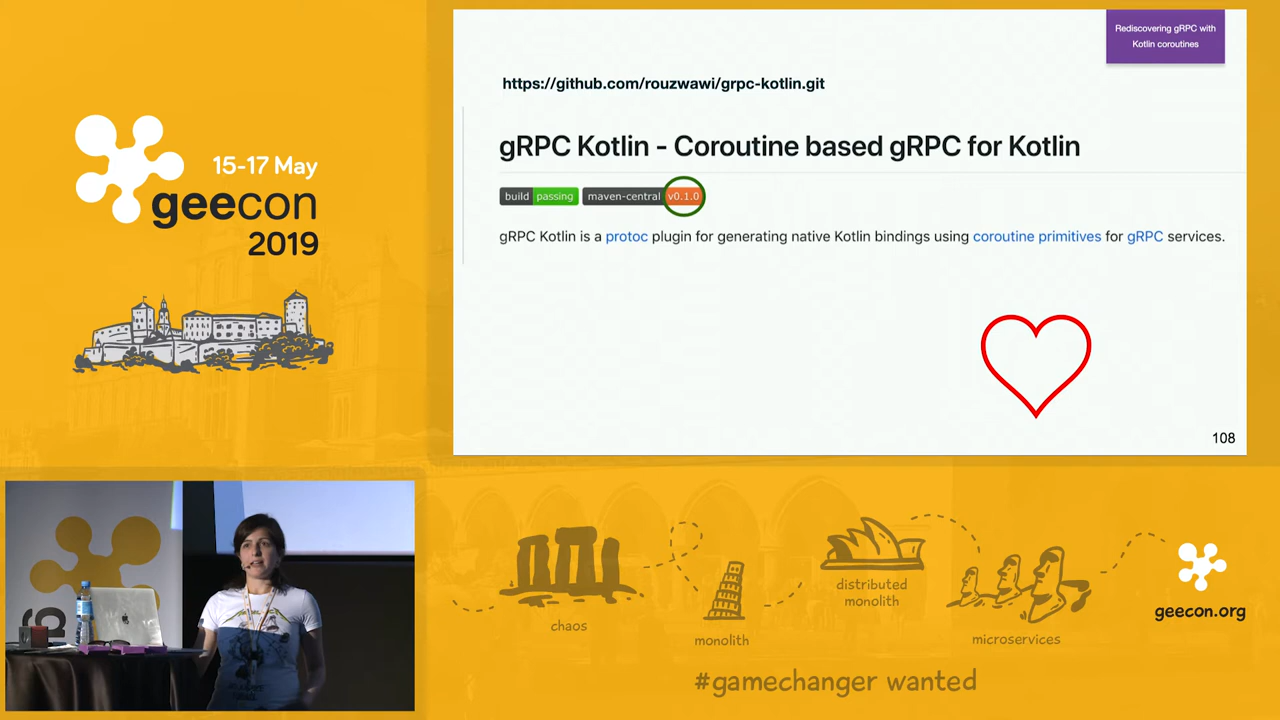 15-17 May
geecon
2019
Rediscovering gRPC with
Kotlin coroutines
https://github.com/rouzwawi/grpc-kotlin.git
gRPC Kotlin - Coroutine based gRPC for Kotlin
build passing maven-central v0.1.0
gRPC Kotlin is a protoc plugin for generating native Kotlin bindings using coroutine primitives for gRPC services.
108
chaos
monolith
distributed
monolith
microservices
geecon.org
#gamechanger wanted